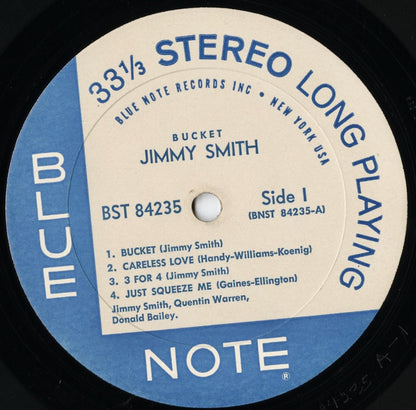 33⅓ STEREO LONG PLAYING
BLUE NOTE RECORDS INC • NEW YORK USA
BUCKET
JIMMY SMITH
BST 84235
Side 1
(BNST 84235-A)
1. BUCKET (Jimmy Smith)
2. CARELESS LOVE (Handy-Williams-Koenig)
3. 3 FOR 4 (Jimmy Smith)
4. JUST SQUEEZE ME (Gaines-Ellington)
Jimmy Smith, Quentin Warren,
Donald Bailey.
BLUE
NOTE®